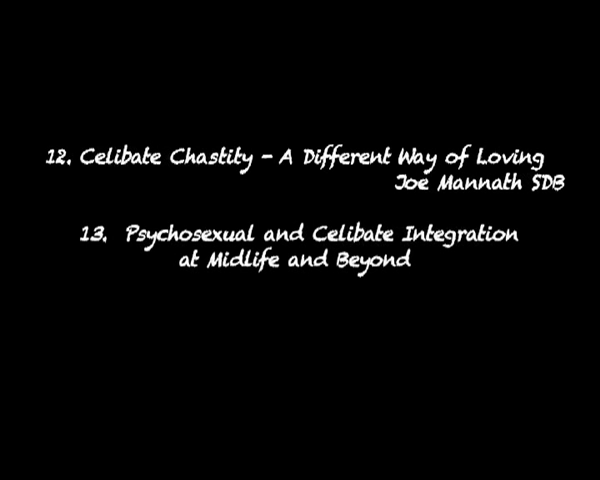 12. Celibate Chastity - A Different Way of Loving
Joe Mannath SDB
13. Psychosexual and Celibate Integration
at Midlife and Beyond